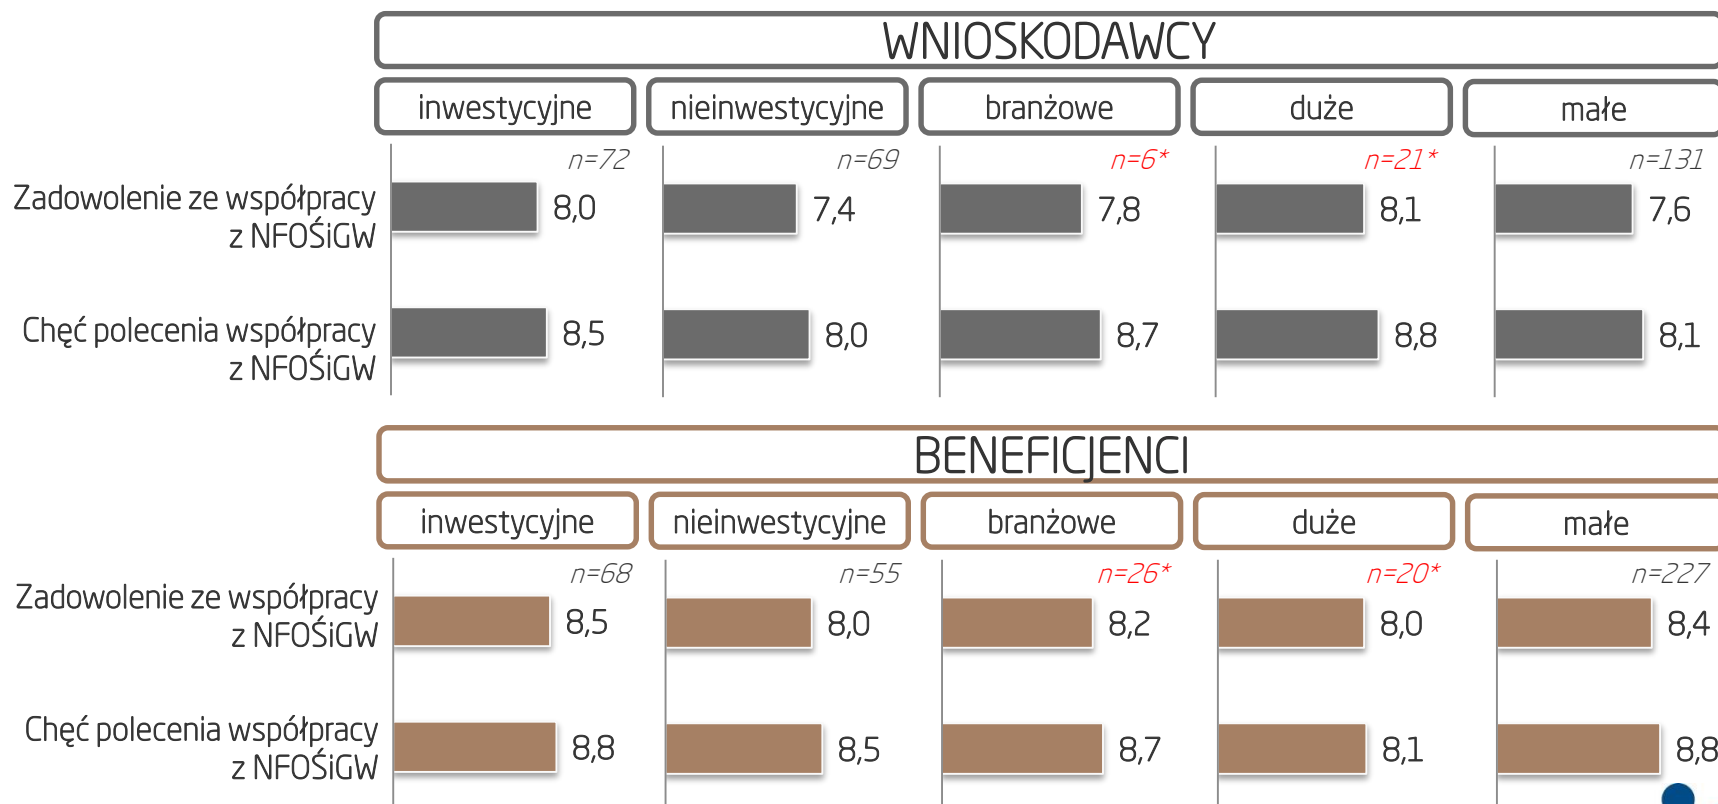 WNIOSKODAWCY
inwestycyjne nieinwestycyjne branżowe duże małe
n=72 n=69 n=6* n=21* n=131
Zadowolenie ze współpracy
z NFOŚiGW
8,0 7,4 7,8 8,1 7,6
Chęć polecenia współpracy
z NFOŚiGW
8,5 8,0 8,7 8,8 8,1
BENEFICJENCI
inwestycyjne nieinwestycyjne branżowe duże małe
n=68 n=55 n=26* n=20* n=227
Zadowolenie ze współpracy
z NFOŚiGW
8,5 8,0 8,2 8,0 8,4
Chęć polecenia współpracy
z NFOŚiGW
8,8 8,5 8,7 8,1 8,8